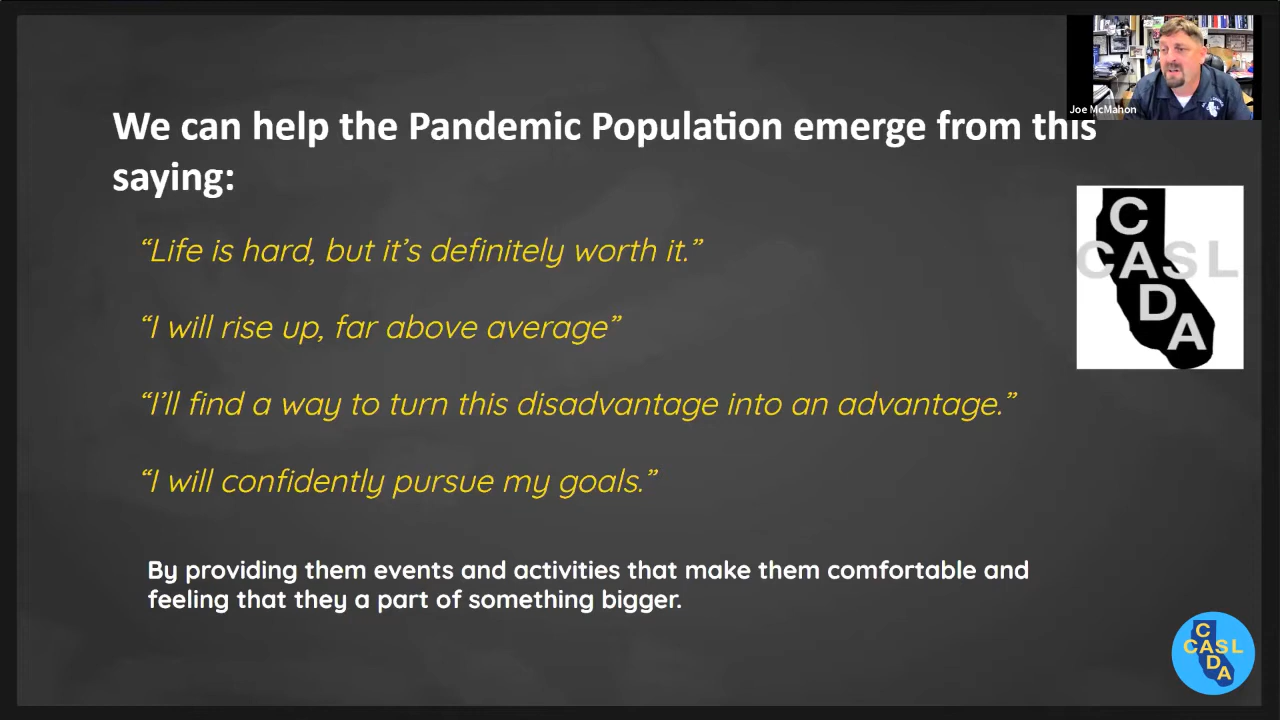 Joe McMahon
We can help the Pandemic Population emerge from this
saying:
“Life is hard, but it’s definitely worth it.”
“I will rise up, far above average”
“I’ll find a way to turn this disadvantage into an advantage.”
“I will confidently pursue my goals.”
By providing them events and activities that make them comfortable and
feeling that they a part of something bigger.
C
CASL
D
A
C
CASL
D
A